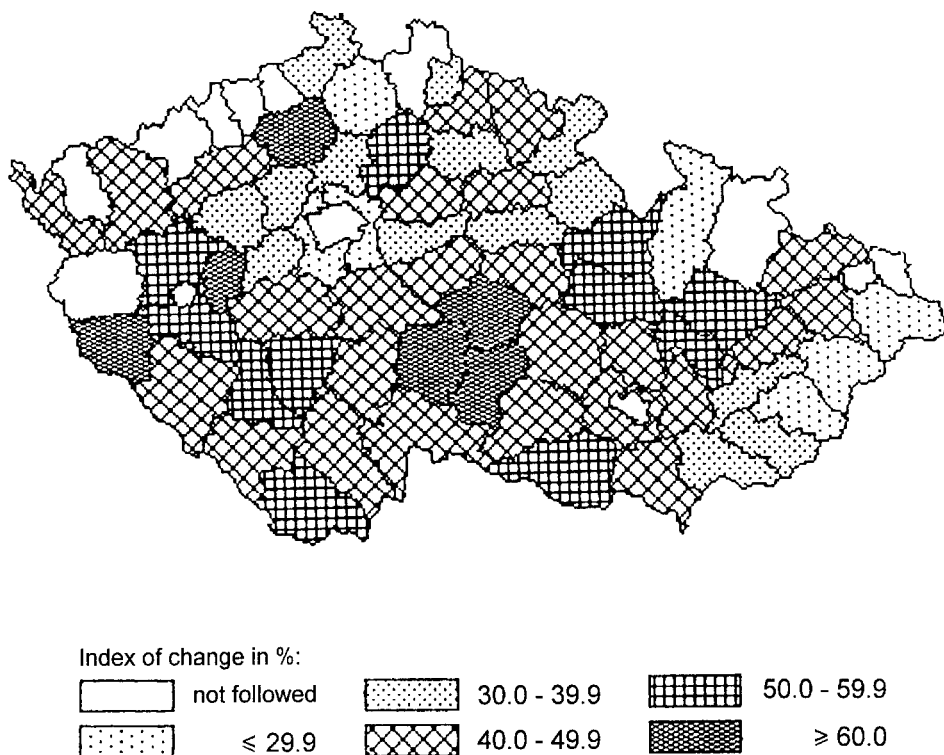 Index of change in %:
not followed
30.0 - 39.9
50.0 - 59.9
⩽ 29.9
40.0 - 49.9
⩾ 60.0